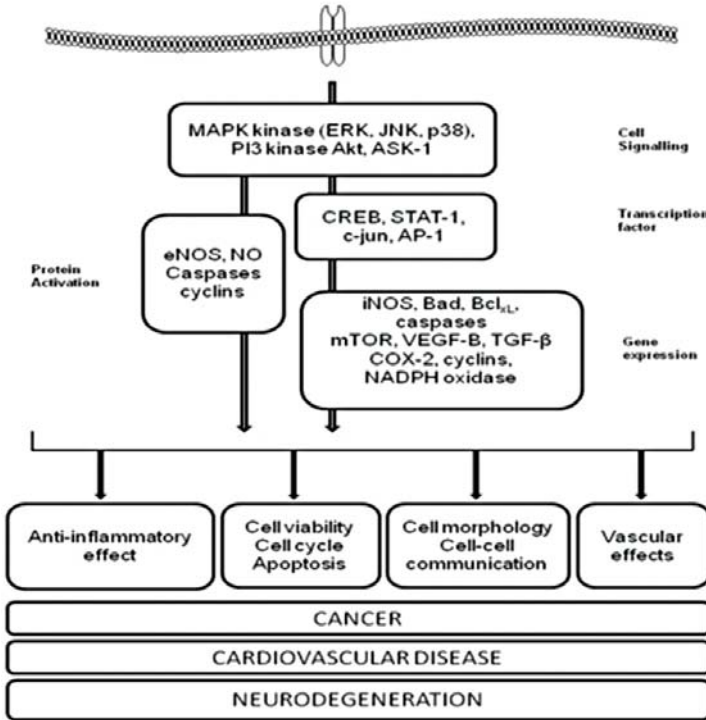 MAPK kinase (ERK, JNK, p38),
PI3 kinase Akt, ASK-1
Cell
Signalling
CREB, STAT-1,
c-jun, AP-1
Transcription
factor
Protein
Activation
eNOS, NO
Caspases
cyclins
iNOS, Bad, Bclₓₗ,
caspases
mTOR, VEGF-B, TGF-β
COX-2, cyclins,
NADPH oxidase
Gene
expression
Anti-inflammatory
effect
Cell viability
Cell cycle
Apoptosis
Cell morphology
Cell-cell
communication
Vascular
effects
CANCER
CARDIOVASCULAR DISEASE
NEURODEGENERATION